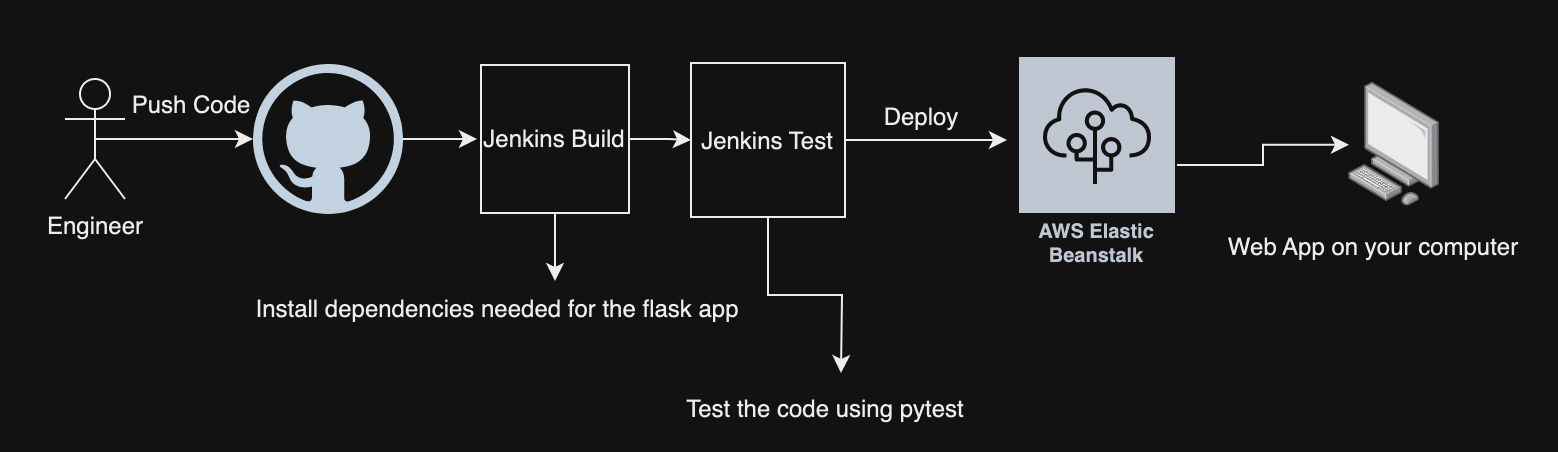 Push Code
Engineer
Jenkins Build
Jenkins Test
Deploy
AWS Elastic
Beanstalk
Web App on your computer
Install dependencies needed for the flask app
Test the code using pytest